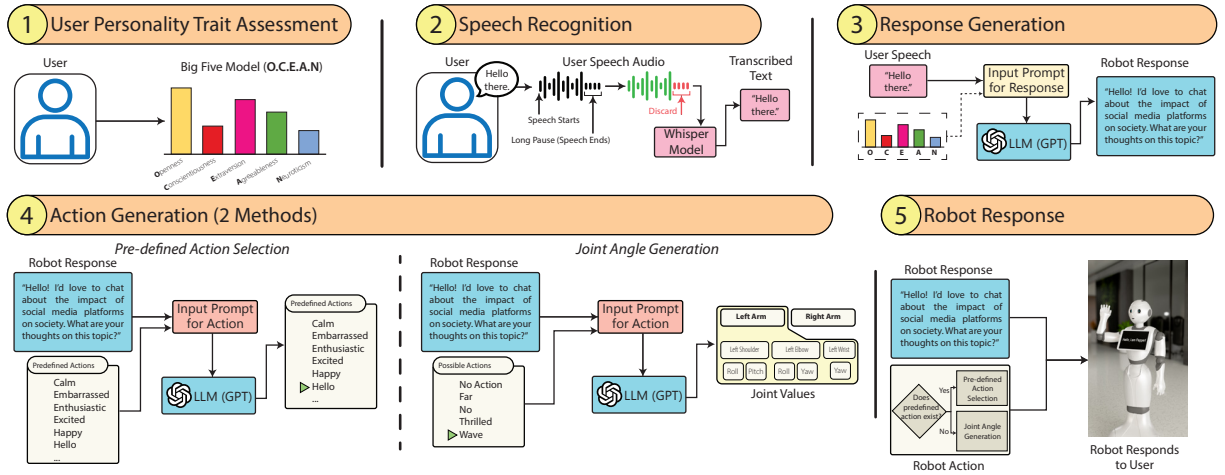 1 User Personality Trait Assessment
User
Big Five Model (O.C.E.A.N)
Openness
Conscientiousness
Extraversion
Agreeableness
Neuroticism
2 Speech Recognition
User
Hello
there.
User Speech Audio
Speech Starts
Long Pause (Speech Ends)
Discard
Whisper
Model
Transcribed
Text
"Hello
there."
3 Response Generation
User Speech
"Hello
there."
O C E A N
Input Prompt
for Response
LLM (GPT)
Robot Response
"Hello! I'd love to chat
about the impact of
social media platforms
on society. What are your
thoughts on this topic?"
4 Action Generation (2 Methods)
Pre-defined Action Selection
Robot Response
"Hello! I'd love to chat
about the impact of
social media platforms
on society. What are your
thoughts on this topic?"
Predefined Actions
Calm
Embarrassed
Enthusiastic
Excited
Happy
Hello
...
Input Prompt
for Action
LLM (GPT)
Predefined Actions
Calm
Embarrassed
Enthusiastic
Excited
Happy
Hello
...
Joint Angle Generation
Robot Response
"Hello! I'd love to chat
about the impact of
social media platforms
on society. What are your
thoughts on this topic?"
Possible Actions
No Action
Far
No
Thrilled
Wave
Input Prompt
for Action
LLM (GPT)
Left Arm Right Arm
Left Shoulder Left Elbow Left Wrist
Roll Pitch Roll Yaw Yaw
Joint Values
5 Robot Response
Robot Response
"Hello! I'd love to chat
about the impact of
social media platforms
on society. What are your
thoughts on this topic?"
Does
predefined
action exist?
Yes
No
Pre-defined
Action
Selection
Joint Angle
Generation
Robot Action
Robot Responds
to User